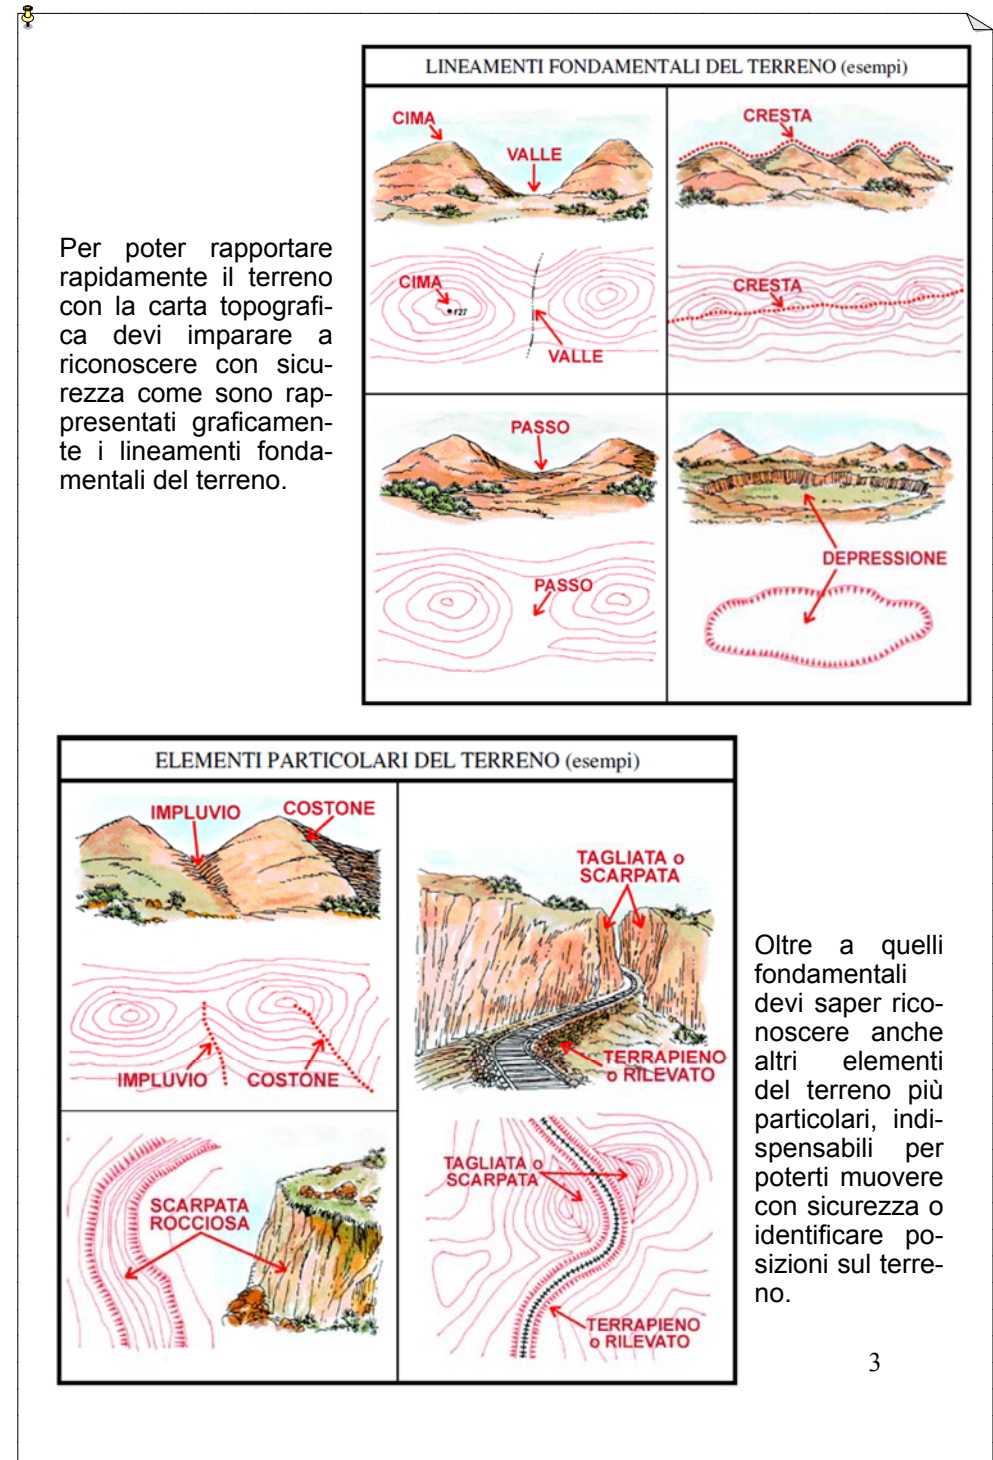 LINEAMENTI FONDAMENTALI DEL TERRENO (esempi)
CIMA
VALLE
CRESTA
CIMA
127
VALLE
CRESTA
PASSO
PASSO
DEPRESSIONE
Per poter rapportare
rapidamente il terreno
con la carta topografi-
ca devi imparare a
riconoscere con sicu-
rezza come sono rap-
presentati graficamen-
te i lineamenti fonda-
mentali del terreno.
ELEMENTI PARTICOLARI DEL TERRENO (esempi)
IMPLUVIO
COSTONE
IMPLUVIO
COSTONE
TAGLIATA o
SCARPATA
TERRAPIENO
o RILEVATO
SCARPATA
ROCCIOSA
TAGLIATA o
SCARPATA
TERRAPIENO
o RILEVATO
Oltre a quelli
fondamentali
devi saper rico-
noscere anche
altri elementi
del terreno più
particolari, indi-
spensabili per
poterti muovere
con sicurezza o
identificare po-
sizioni sul terre-
no.
3